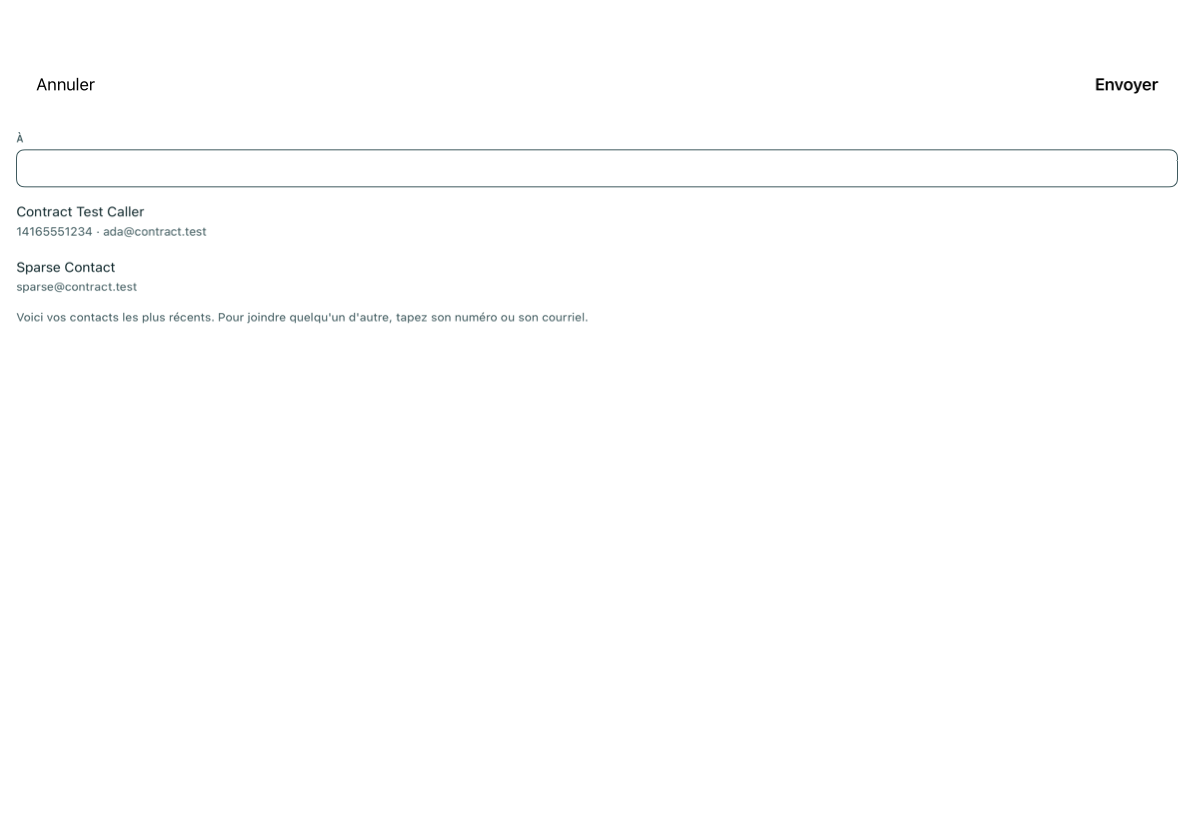 Annuler
Envoyer
À
Contract Test Caller
14165551234 · ada@contract.test
Sparse Contact
sparse@contract.test
Voici vos contacts les plus récents. Pour joindre quelqu'un d'autre, tapez son numéro ou son courriel.